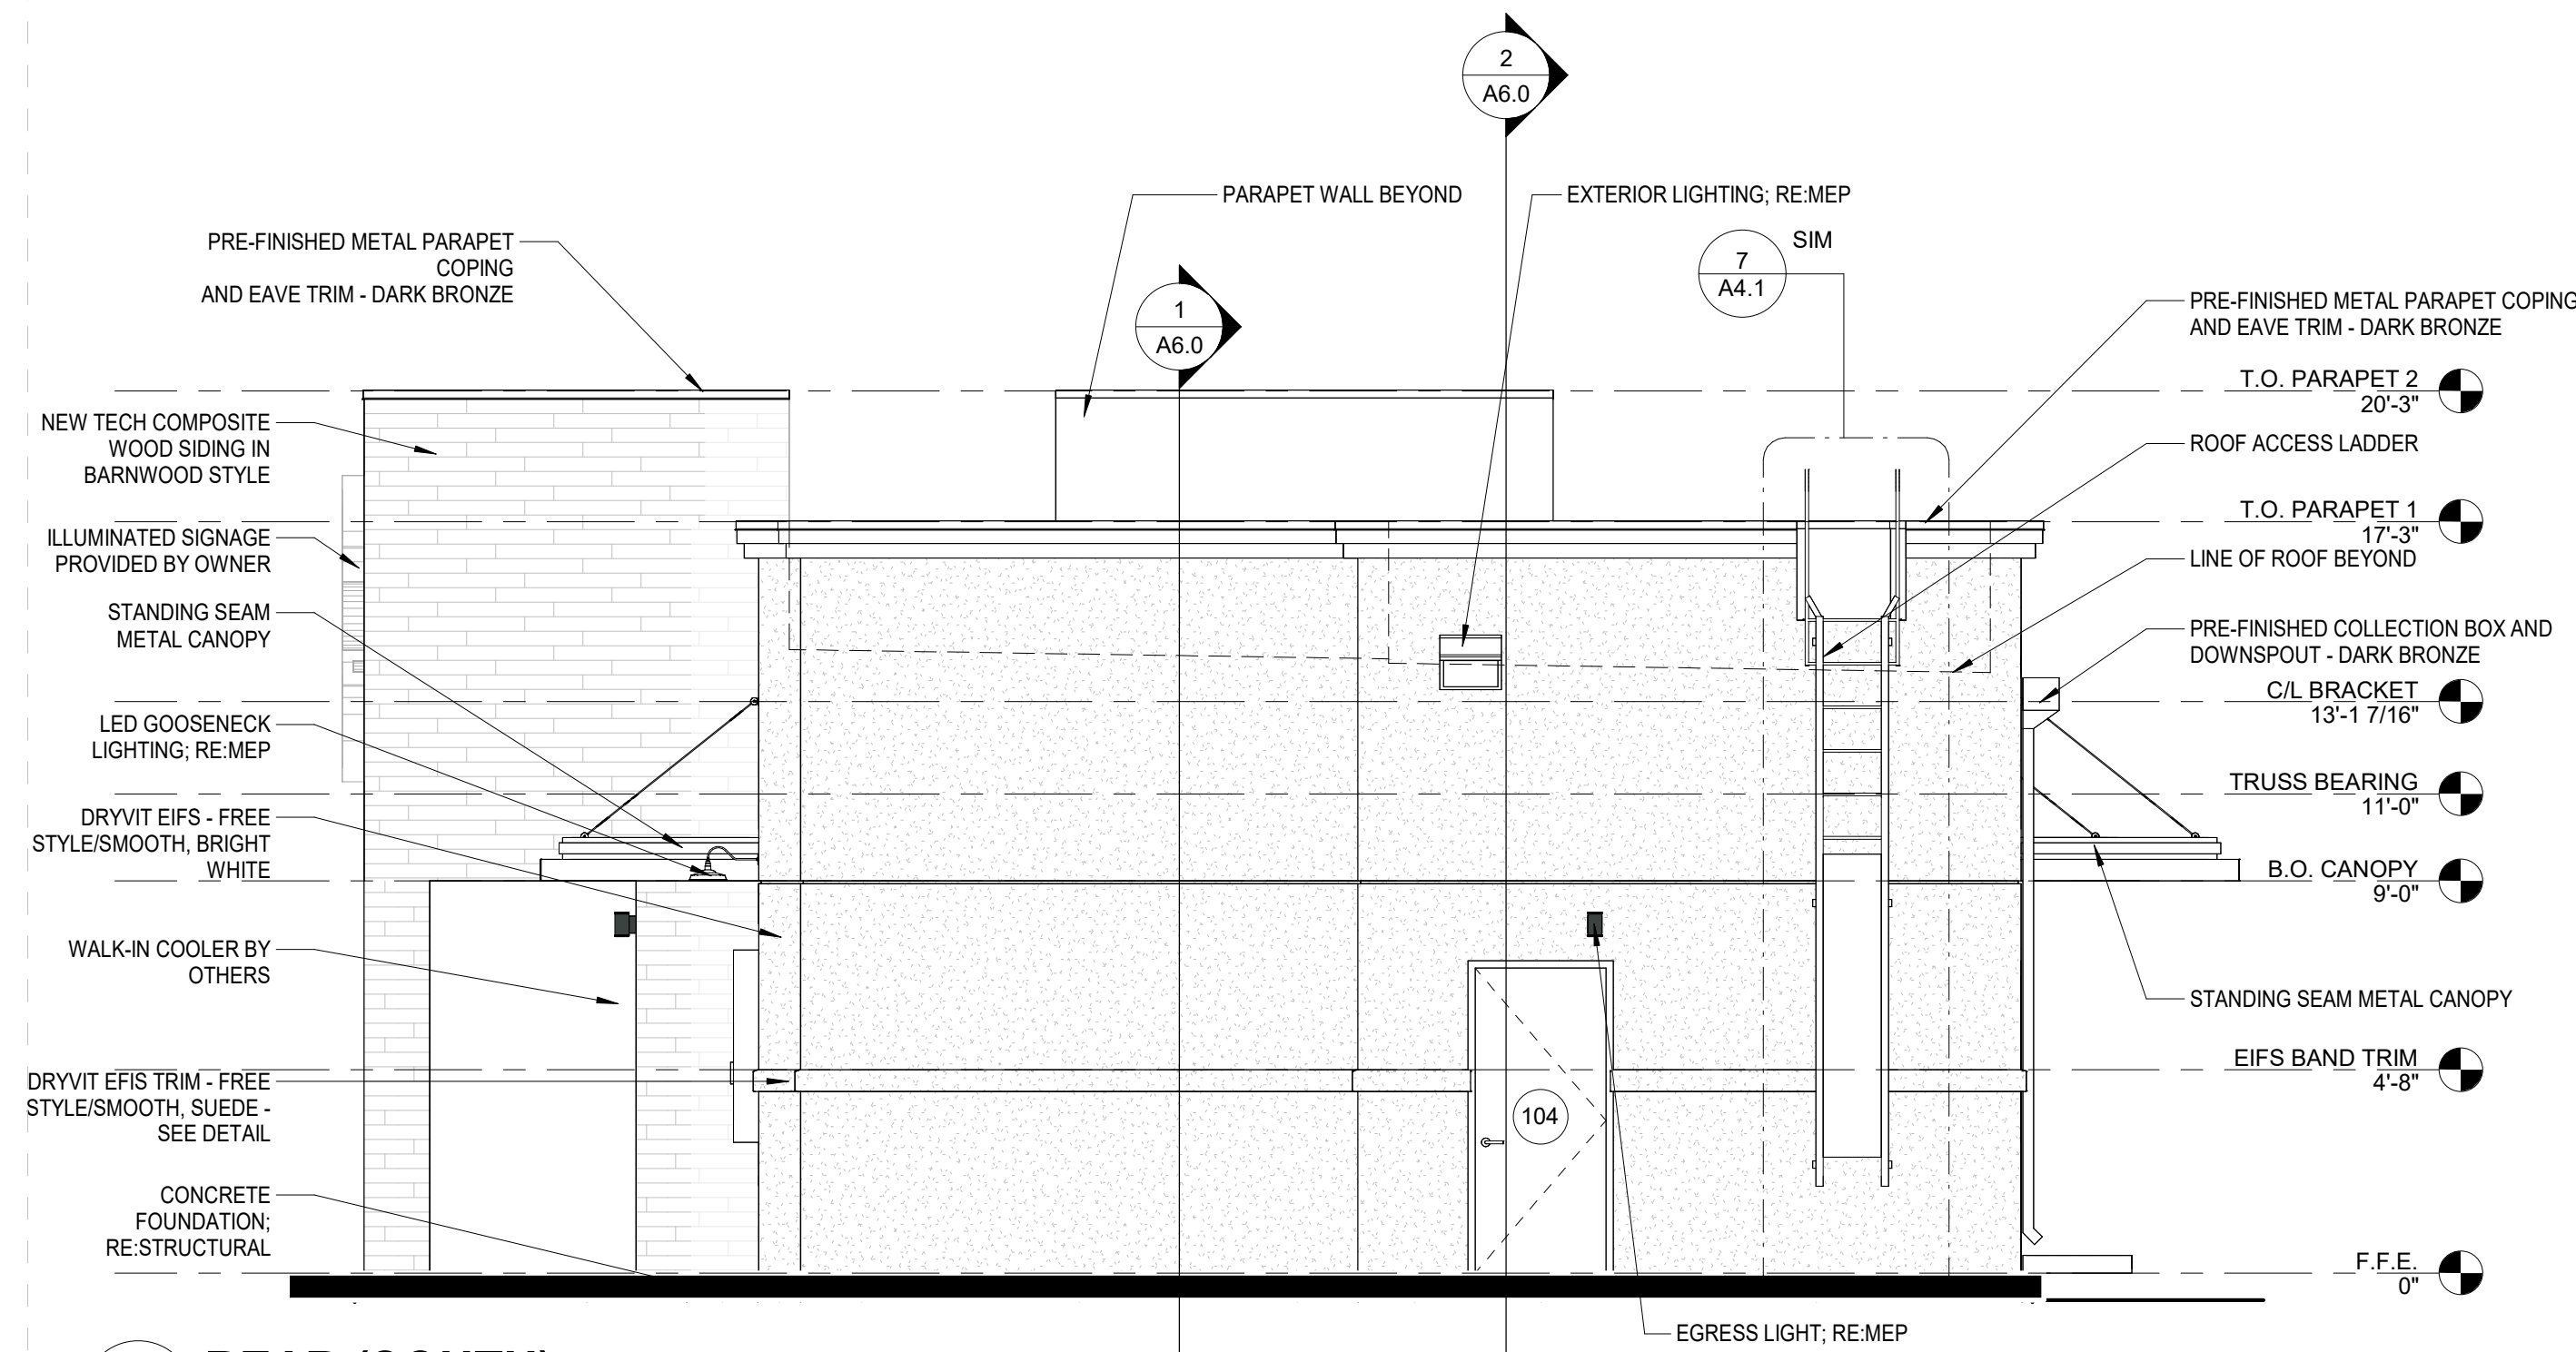 2
A6.0
PARAPET WALL BEYOND
EXTERIOR LIGHTING; RE:MEP
PRE-FINISHED METAL PARAPET
COPING
AND EAVE TRIM - DARK BRONZE
7
A4.1
SIM
1
A6.0
PRE-FINISHED METAL PARAPET COPING
AND EAVE TRIM - DARK BRONZE
T.O. PARAPET 2
20'-3"
NEW TECH COMPOSITE
WOOD SIDING IN
BARNWOOD STYLE
ROOF ACCESS LADDER
T.O. PARAPET 1
17'-3"
ILLUMINATED SIGNAGE
PROVIDED BY OWNER
LINE OF ROOF BEYOND
STANDING SEAM
METAL CANOPY
PRE-FINISHED COLLECTION BOX AND
DOWNSPOUT - DARK BRONZE
C/L BRACKET
13'-1 7/16"
LED GOOSENECK
LIGHTING; RE:MEP
TRUSS BEARING
11'-0"
DRYVIT EIFS - FREE
STYLE/SMOOTH, BRIGHT
WHITE
B.O. CANOPY
9'-0"
WALK-IN COOLER BY
OTHERS
STANDING SEAM METAL CANOPY
EIFS BAND TRIM
4'-8"
DRYVIT EFIS TRIM - FREE
STYLE/SMOOTH, SUEDE -
SEE DETAIL
104
CONCRETE
FOUNDATION;
RE:STRUCTURAL
F.F.E.
0"
EGRESS LIGHT; RE:MEP
REAR (SOUTH)